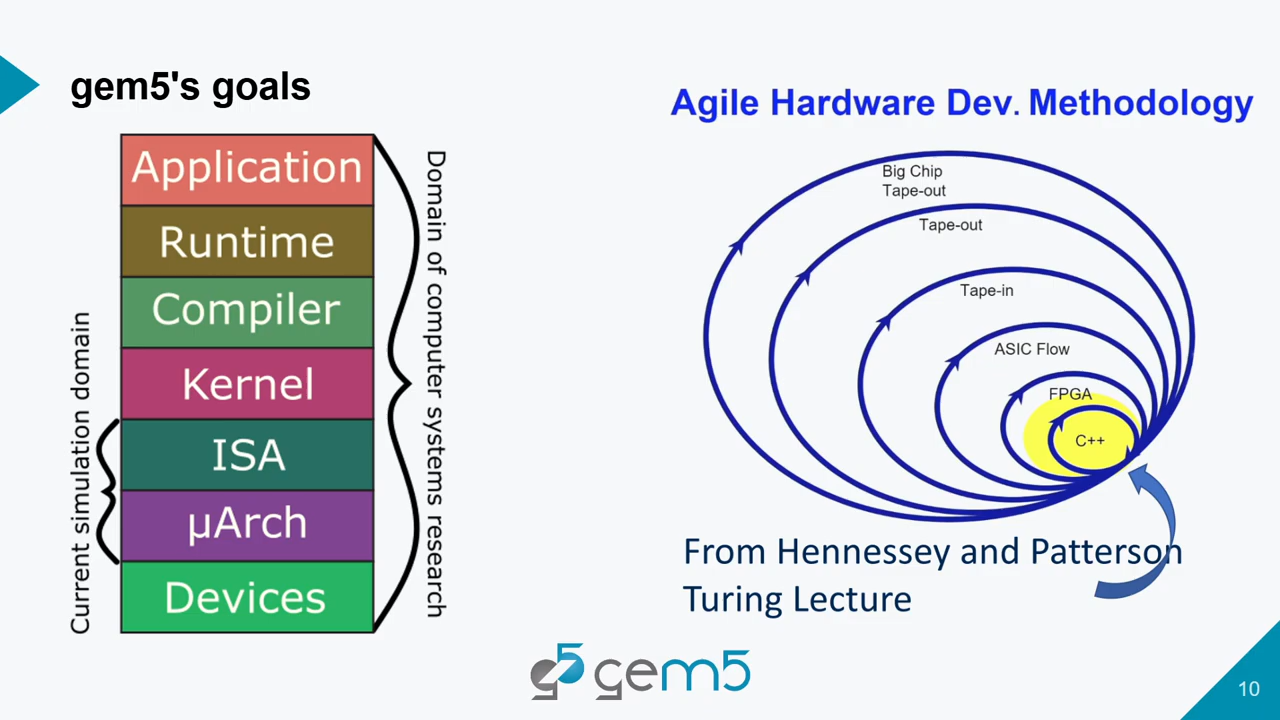 gem5's goals
Application
Runtime
Compiler
Kernel
ISA
µArch
Devices
Current simulation domain
Domain of computer systems research
Agile Hardware Dev. Methodology
Big Chip
Tape-out
Tape-out
Tape-in
ASIC Flow
FPGA
C++
From Hennessey and Patterson
Turing Lecture
g5 gem5
10